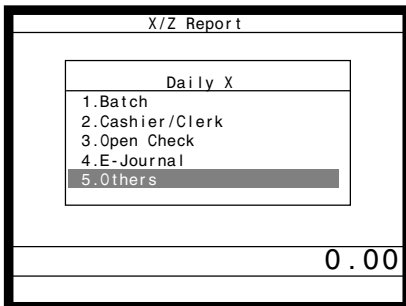 X/Z Report
Daily X
1.Batch
2.Cashier/Clerk
3.Open Check
4.E-Journal
5.Others
0.00